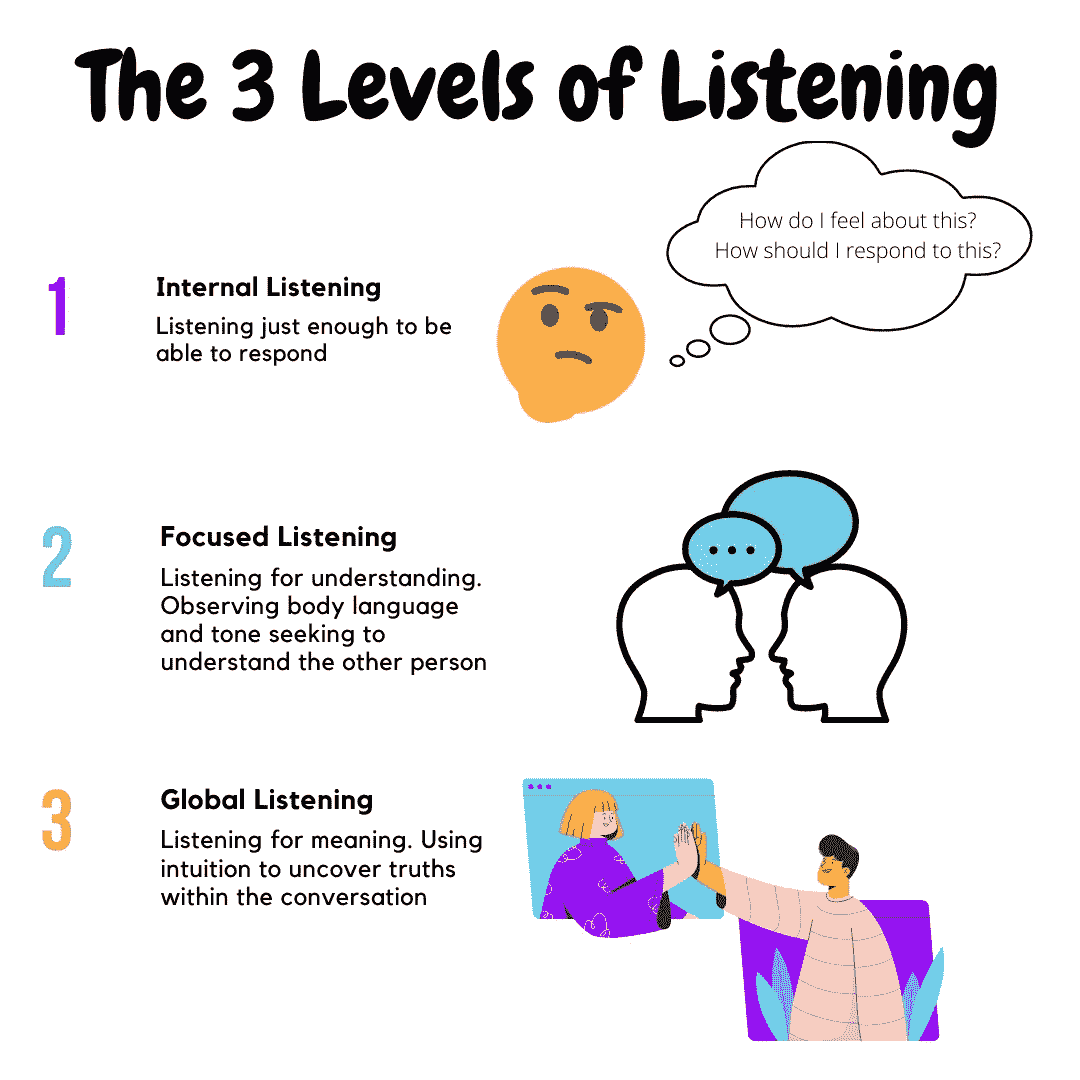 The 3 Levels of Listening
How do I feel about this?
How should I respond to this?
1
Internal Listening
Listening just enough to be
able to respond
2
Focused Listening
Listening for understanding.
Observing body language
and tone seeking to
understand the other person
3
Global Listening
Listening for meaning. Using
intuition to uncover truths
within the conversation